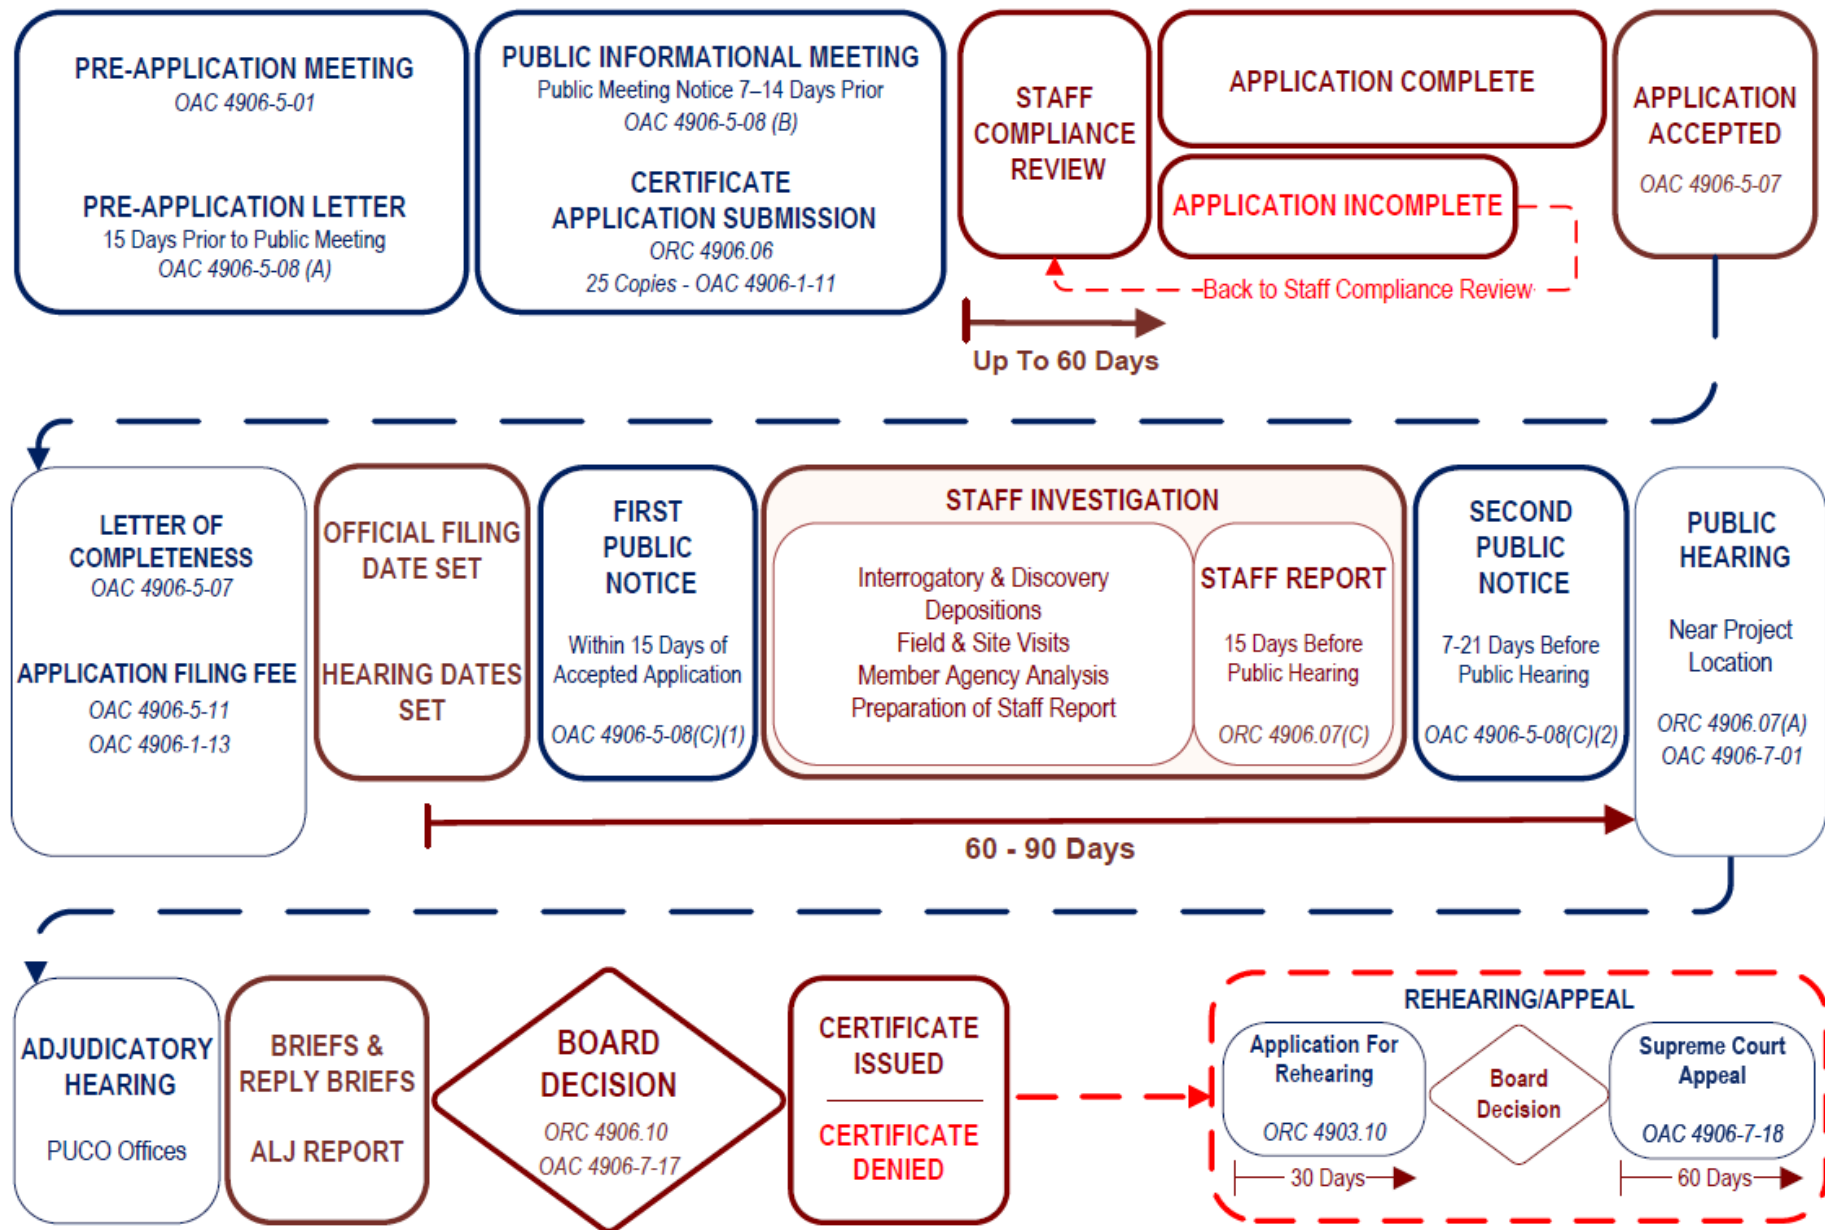 PRE-APPLICATION MEETING
OAC 4906-5-01
PRE-APPLICATION LETTER
15 Days Prior to Public Meeting
OAC 4906-5-08 (A)
PUBLIC INFORMATIONAL MEETING
Public Meeting Notice 7–14 Days Prior
OAC 4906-5-08 (B)
CERTIFICATE
APPLICATION SUBMISSION
ORC 4906.06
25 Copies - OAC 4906-1-11
STAFF
COMPLIANCE
REVIEW
APPLICATION COMPLETE
APPLICATION INCOMPLETE
Back to Staff Compliance Review
Up To 60 Days
APPLICATION
ACCEPTED
OAC 4906-5-07
LETTER OF
COMPLETENESS
OAC 4906-5-07
APPLICATION FILING FEE
OAC 4906-5-11
OAC 4906-1-13
OFFICIAL FILING
DATE SET
HEARING DATES
SET
FIRST
PUBLIC
NOTICE
Within 15 Days of
Accepted Application
OAC 4906-5-08(C)(1)
STAFF INVESTIGATION
Interrogatory & Discovery
Depositions
Field & Site Visits
Member Agency Analysis
Preparation of Staff Report
STAFF REPORT
15 Days Before
Public Hearing
ORC 4906.07(C)
SECOND
PUBLIC
NOTICE
7-21 Days Before
Public Hearing
OAC 4906-5-08(C)(2)
PUBLIC
HEARING
Near Project
Location
ORC 4906.07(A)
OAC 4906-7-01
60 - 90 Days
ADJUDICATORY
HEARING
PUCO Offices
BRIEFS &
REPLY BRIEFS
ALJ REPORT
BOARD
DECISION
ORC 4906.10
OAC 4906-7-17
CERTIFICATE
ISSUED
CERTIFICATE
DENIED
REHEARING/APPEAL
Application For
Rehearing
ORC 4903.10
30 Days
Board
Decision
Supreme Court
Appeal
OAC 4906-7-18
60 Days